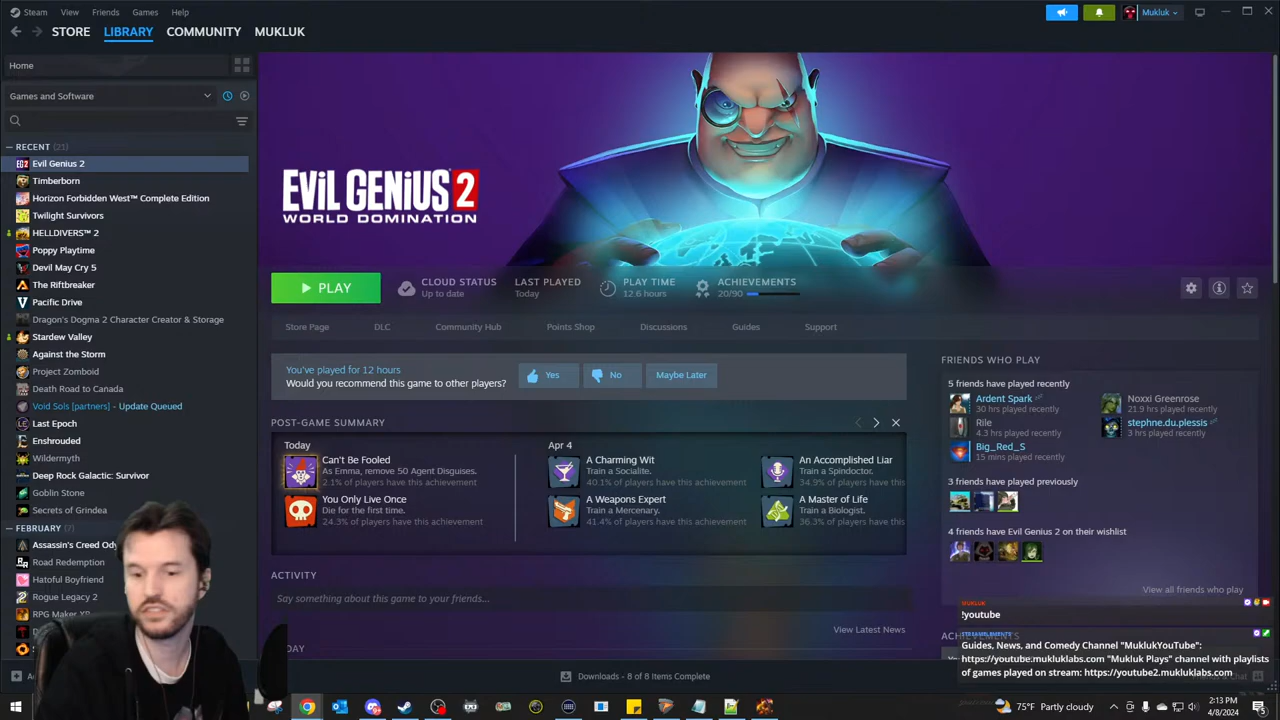 Steam View Friends Games Help
Mukluk
STORE LIBRARY COMMUNITY MUKLUK
Home
Games and Software
RECENT (21)
Evil Genius 2
Timberborn
Horizon Forbidden West™ Complete Edition
Twilight Survivors
HELLDIVERS™ 2
Poppy Playtime
Devil May Cry 5
The RItbreaker
Pacific Drive
Dragon's Dogma 2 Character Creator & Storage
Stardew Valley
Against the Storm
Project Zomboid
Death Road to Canada
Void Sols [partners] - Update Queued
Last Epoch
Enshrouded
Wildermyth
Deep Rock Galactic: Survivor
Goblin Stone
Secrets of Grindea
FEBRUARY (7)
Assassin's Creed Ody
Road Redemption
Hatoful Boyfriend
Rogue Legacy 2
RPG Maker XP
EVIL GENIUS 2
WORLD DOMINATION
PLAY
CLOUD STATUS
Up to date
LAST PLAYED
Today
PLAY TIME
12.6 hours
ACHIEVEMENTS
20/90
Store Page DLC Community Hub Points Shop Discussions Guides Support
You've played for 12 hours
Would you recommend this game to other players?
Yes No Maybe Later
POST-GAME SUMMARY
Today
Can't Be Fooled
As Emma, remove 50 Agent Disguises.
2.1% of players have this achievement
You Only Live Once
Die for the first time.
24.3% of players have this achievement
Apr 4
A Charming Wit
Train a Socialite.
40.1% of players have this achievement
A Weapons Expert
Train a Mercenary.
41.4% of players have this achievement
An Accomplished Liar
Train a Spindoctor.
34.9% of players have this
A Master of Life
Train a Biologist.
36.3% of players have this
ACTIVITY
Say something about this game to your friends...
View Latest News
FRIENDS WHO PLAY
5 friends have played recently
Ardent Spark
30 hrs played recently
Noxxi Greenrose
21.9 hrs played recently
Rile
4.3 hrs played recently
stephne.du.plessis
3 hrs played recently
Big_Red_S
15 mins played recently
3 friends have played previously
4 friends have Evil Genius 2 on their wishlist
View all friends who play
MUKLUK
!youtube
STREAMELEMENTS
Guides, News, and Comedy Channel "MuklukYouTube":
https://youtube.mukluklabs.com "Mukluk Plays" channel with playlists
of games played on stream: https://youtube2.mukluklabs.com
Downloads - 8 of 8 Items Complete
75°F Partly cloudy
2:13 PM
4/8/2024